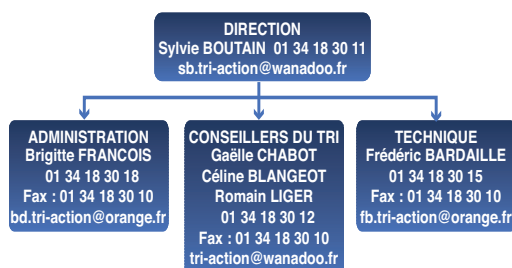 DIRECTION
Sylvie BOUTAIN 01 34 18 30 11
sb.tri-action@wanadoo.fr
ADMINISTRATION
Brigitte FRANCOIS
01 34 18 30 18
Fax : 01 34 18 30 10
bd.tri-action@orange.fr
CONSEILLERS DU TRI
Gaëlle CHABOT
Céline BLANGEOT
Romain LIGER
01 34 18 30 12
Fax : 01 34 18 30 10
tri-action@wanadoo.fr
TECHNIQUE
Frédéric BARDAILLE
01 34 18 30 15
Fax : 01 34 18 30 10
fb.tri-action@orange.fr